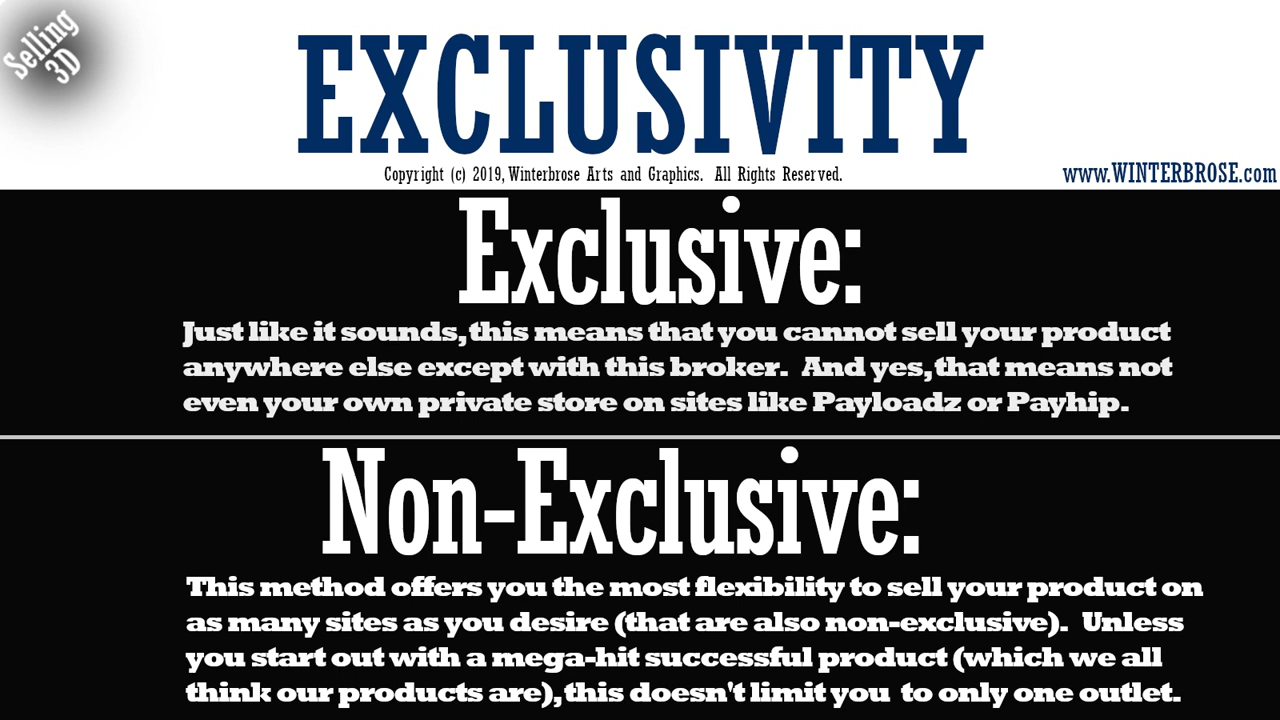 Selling
3D
EXCLUSIVITY
Copyright (c) 2019, Winterbrose Arts and Graphics. All Rights Reserved.
www.WINTERBROSE.com
Exclusive:
Just like it sounds, this means that you cannot sell your product
anywhere else except with this broker. And yes, that means not
even your own private store on sites like Payloadz or Payhip.
Non-Exclusive:
This method offers you the most flexibility to sell your product on
as many sites as you desire (that are also non-exclusive). Unless
you start out with a mega-hit successful product (which we all
think our products are), this doesn't limit you to only one outlet.